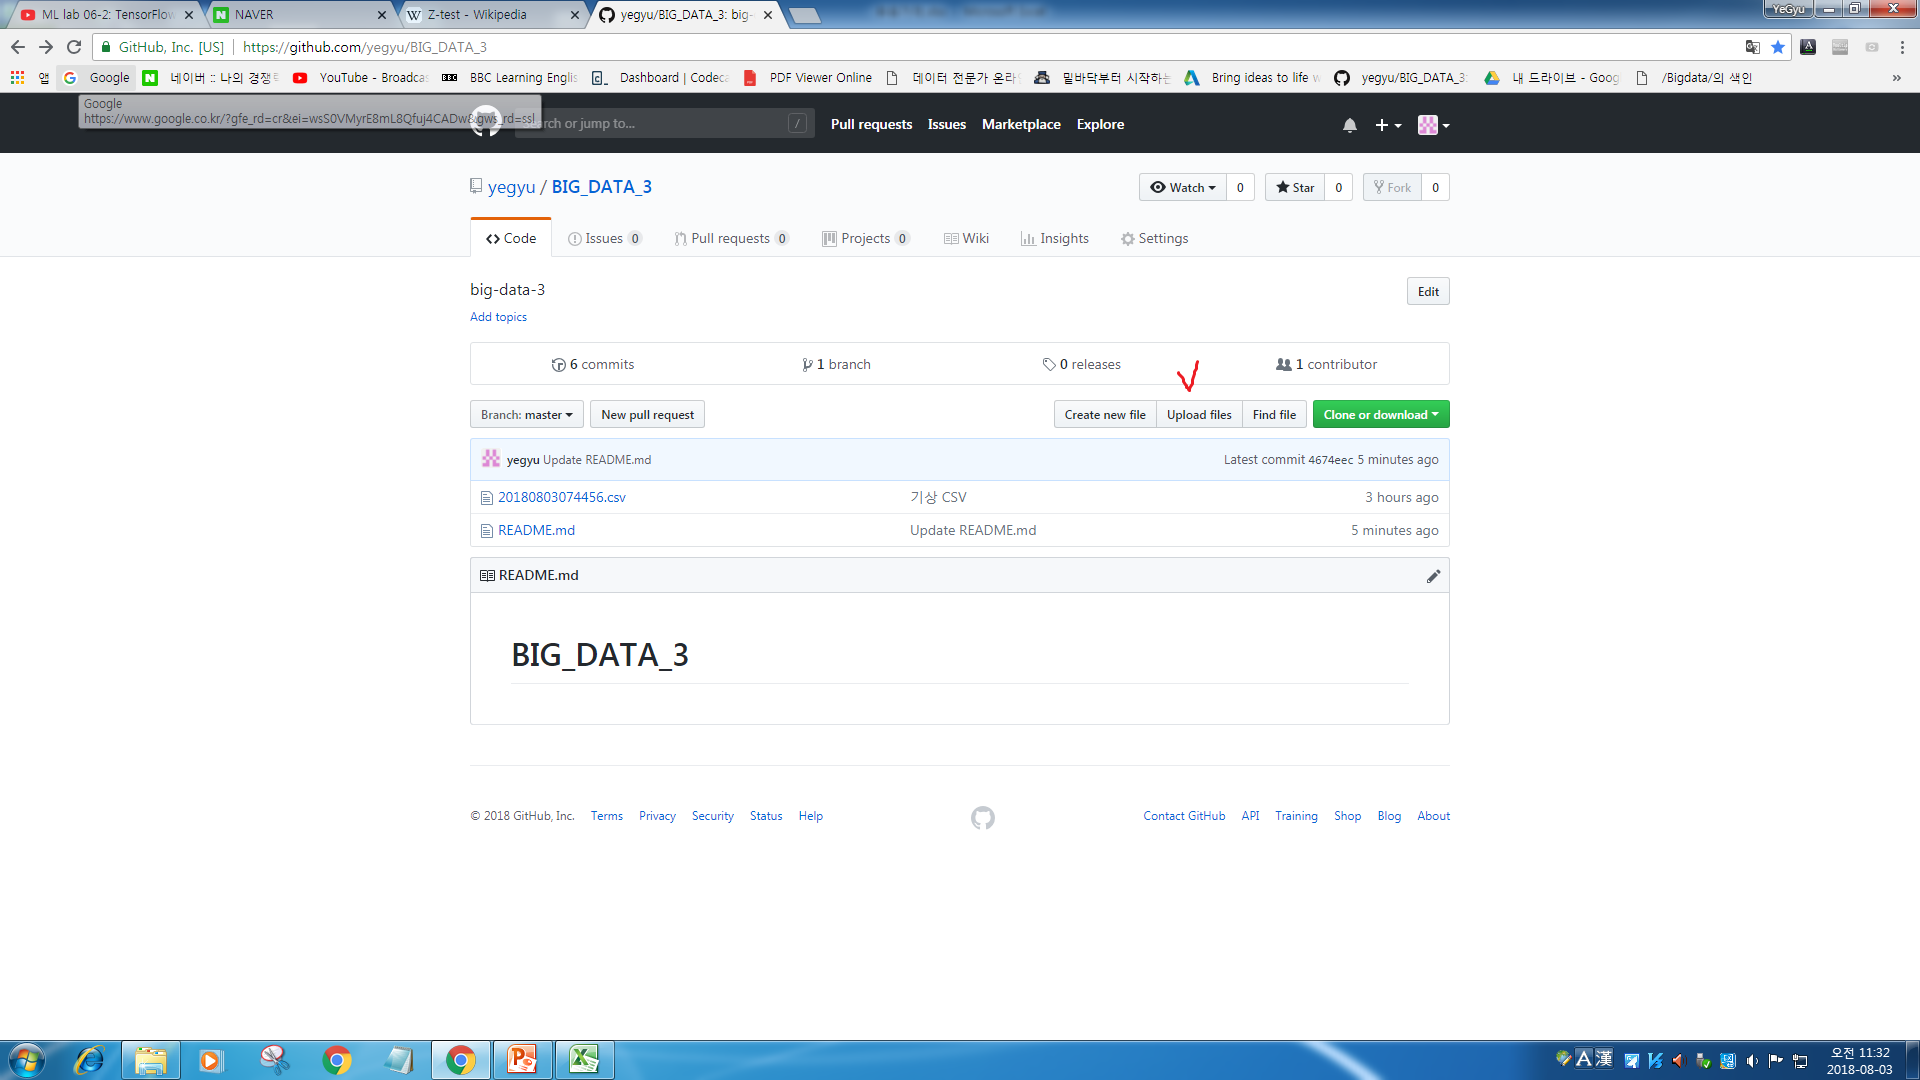 ML lab 06-2: TensorFlow
NAVER
Z-test - Wikipedia
yegyu/BIG_DATA_3: big-
YeGyu
GitHub, Inc. [US]
https://github.com/yegyu/BIG_DATA_3
앱
Google
네이버 :: 나의 경쟁
YouTube - Broadcas
BBC Learning Englis
Dashboard | Codeca
PDF Viewer Online
데이터 전문가 온라
밑바닥부터 시작하는
Bring ideas to life w
yegyu/BIG_DATA_3:
내 드라이브 - Goog
/Bigdata/의 색인
»
Google
https://www.google.co.kr/?gfe_rd=cr&ei=wsS0VMyrE8mL8Qfuj4CADw&gws_rd=ssl
or jump to...
/
Pull requests
Issues
Marketplace
Explore
yegyu / BIG_DATA_3
Watch 0
Star 0
Fork 0
Code
Issues 0
Pull requests 0
Projects 0
Wiki
Insights
Settings
big-data-3
Edit
Add topics
6 commits
1 branch
0 releases
1 contributor
Branch: master
New pull request
Create new file
Upload files
Find file
Clone or download
yegyu Update README.md
Latest commit 4674eec 5 minutes ago
20180803074456.csv
기상 CSV
3 hours ago
README.md
Update README.md
5 minutes ago
README.md
BIG_DATA_3
© 2018 GitHub, Inc.
Terms
Privacy
Security
Status
Help
Contact GitHub
API
Training
Shop
Blog
About
A 漢
오전 11:32
2018-08-03